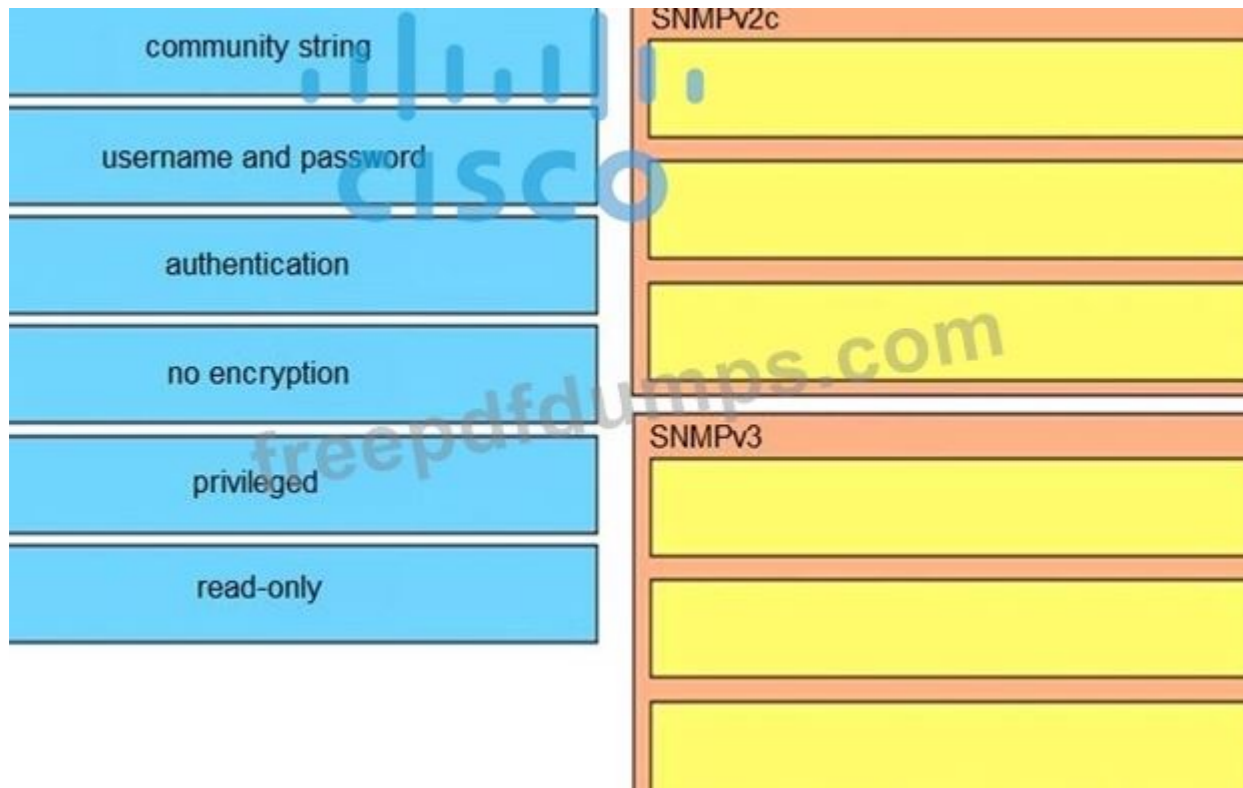 community string
username and password
authentication
no encryption
privileged
read-only
SNMPv2c
SNMPv3
CISCO
freepdfdumps.com